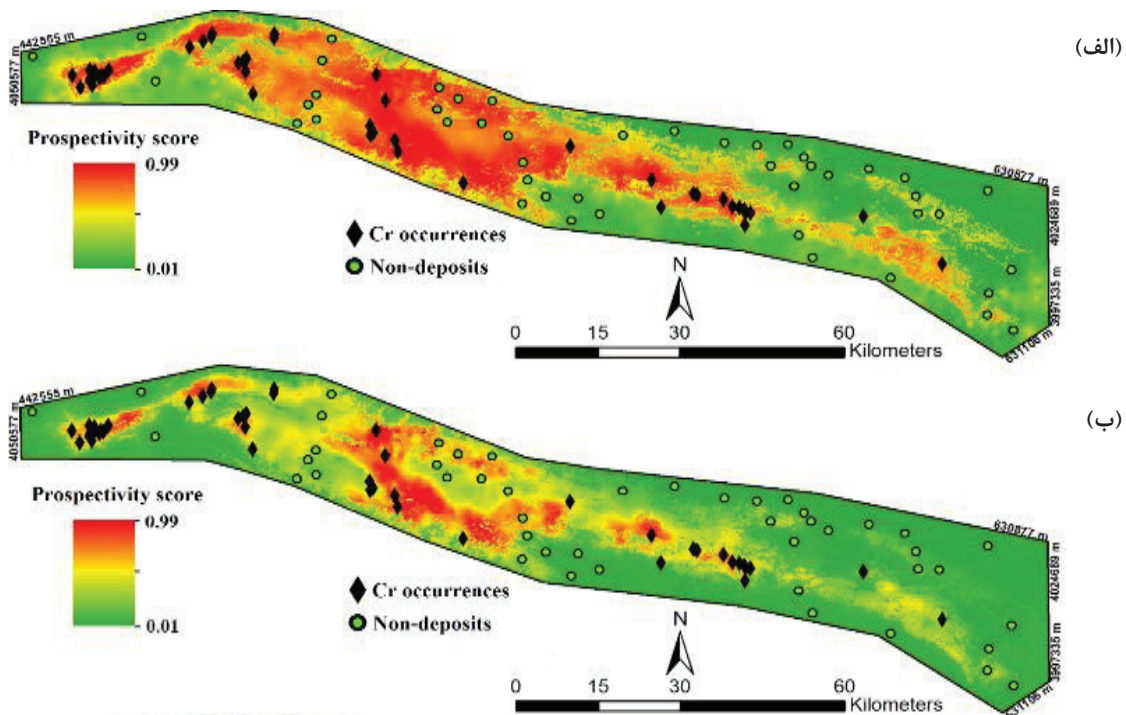 (الف)
442555 m
4050577 m
Prospectivity score
0.99
0.01
Cr occurrences
Non-deposits
N
0 15 30 60
Kilometers
630877 m
4024689 m
3997135 m
631106 m
(ب)
442555 m
4050577 m
Prospectivity score
0.99
0.01
Cr occurrences
Non-deposits
N
0 15 30 60
Kilometers
630877 m
4024689 m
3997335 m
631106 m